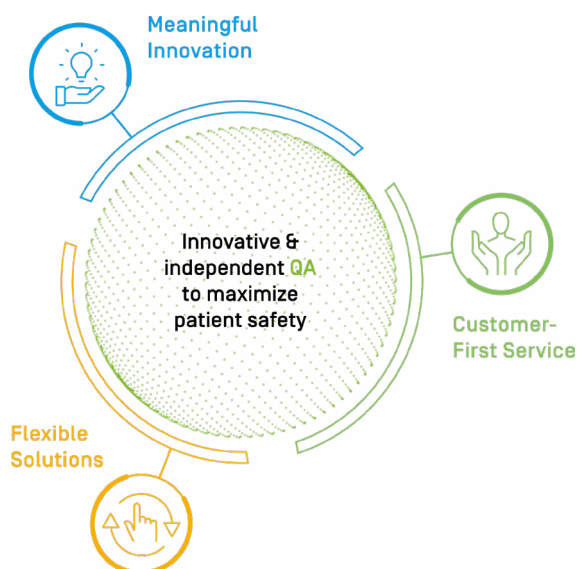 Meaningful
Innovation
Innovative &
independent QA
to maximize
patient safety
Customer-
First Service
Flexible
Solutions